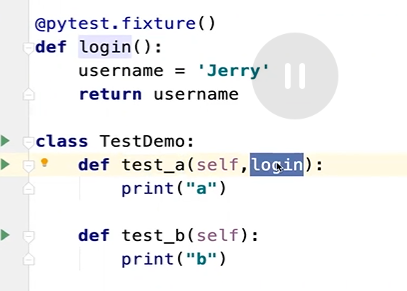 @pytest.fixture()
def login():
    username = 'Jerry'
    return username
class TestDemo:
    def test_a(self,login):
        print("a")
    def test_b(self):
        print("b")